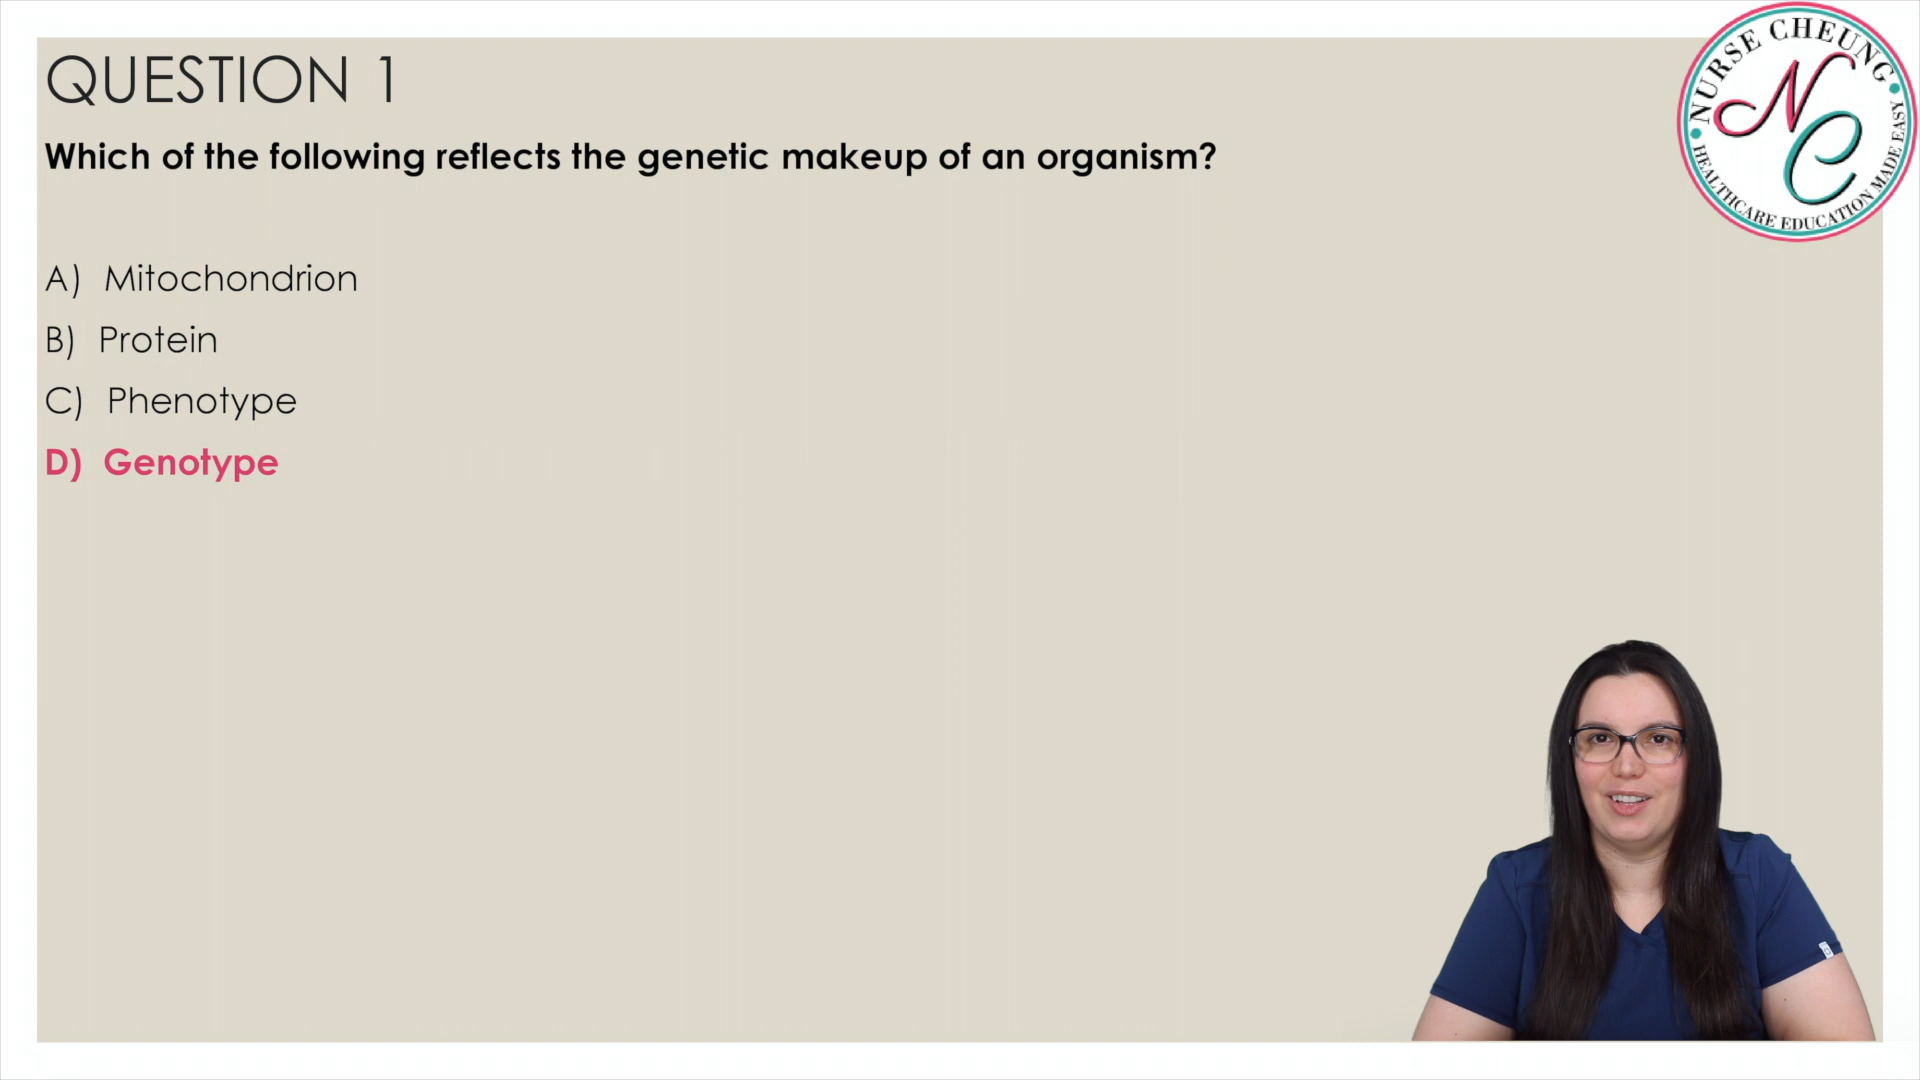 QUESTION 1
Which of the following reflects the genetic makeup of an organism?
A) Mitochondrion
B) Protein
C) Phenotype
D) Genotype
NURSE CHEUNG
NC
HEALTHCARE EDUCATION MADE EASY